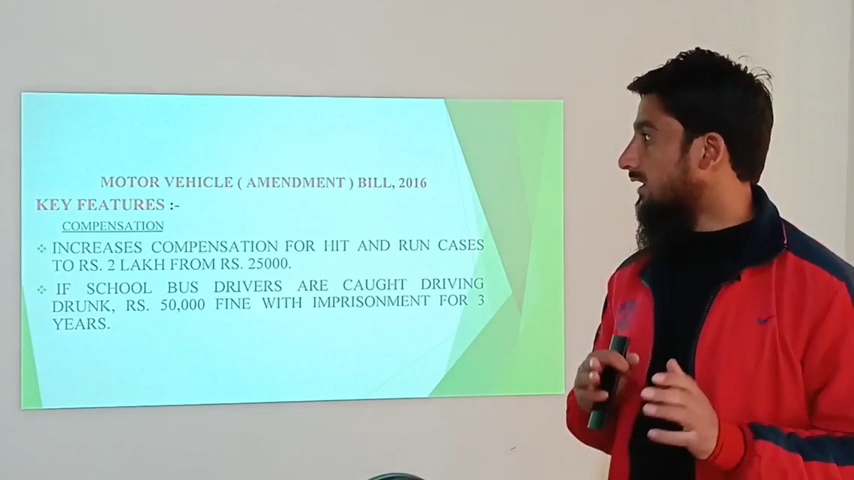 MOTOR VEHICLE ( AMENDMENT ) BILL, 2016
KEY FEATURES :-
COMPENSATION
INCREASES COMPENSATION FOR HIT AND RUN CASES
TO RS. 2 LAKH FROM RS. 25000.
IF SCHOOL BUS DRIVERS ARE CAUGHT DRIVING
DRUNK, RS. 50,000 FINE WITH IMPRISONMENT FOR 3
YEARS.